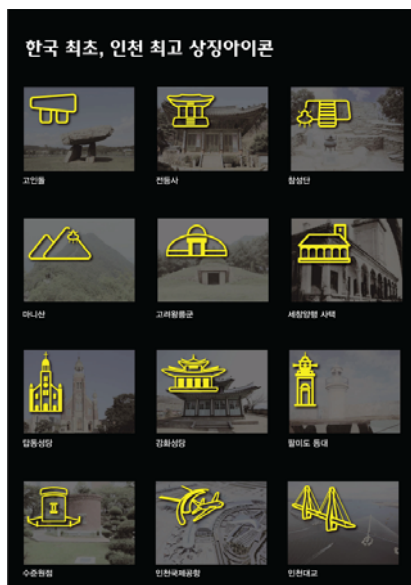 한국 최초, 인천 최고 상징아이콘
고인돌
전등사
참성단
마니산
고려왕릉군
세창양행 사택
답동성당
강화성당
팔미도 등대
수준원점
인천국제공항
인천대교